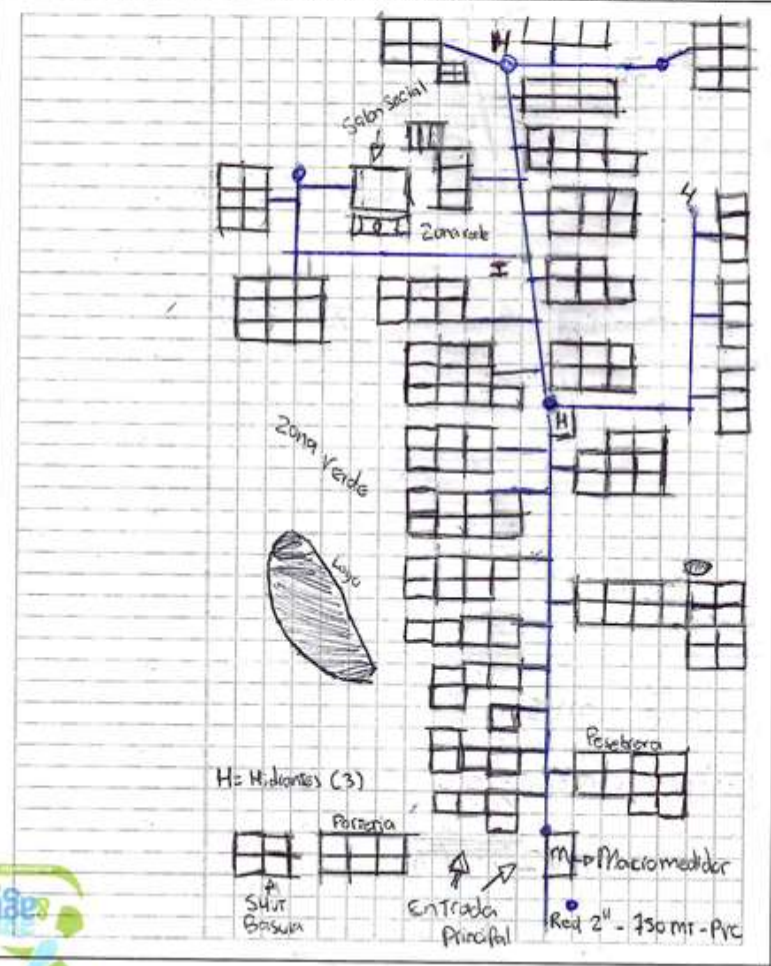 H
Salon Social
Zona verde
H
4
H
Zona
Verde
Lago
Pesebrera
H= Hidrantes (3)
Porteria
Shut
Basura
Entrada
Principal
M → Macromedidor
Red 2" - 750 MT - PVC